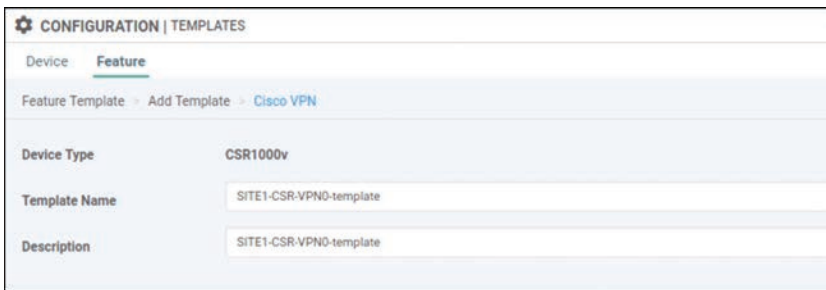 CONFIGURATION | TEMPLATES
Device Feature
Feature Template > Add Template > Cisco VPN
Device Type CSR1000v
Template Name SITE1-CSR-VPN0-template
Description SITE1-CSR-VPN0-template